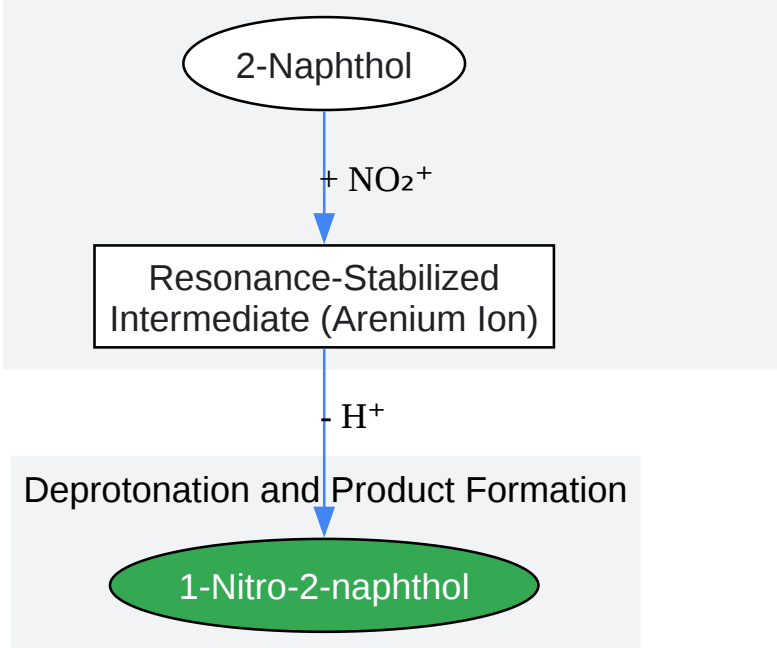 2-Naphthol
+ NO₂⁺
Resonance-Stabilized
Intermediate (Arenium Ion)
- H⁺
Deprotonation and Product Formation
1-Nitro-2-naphthol